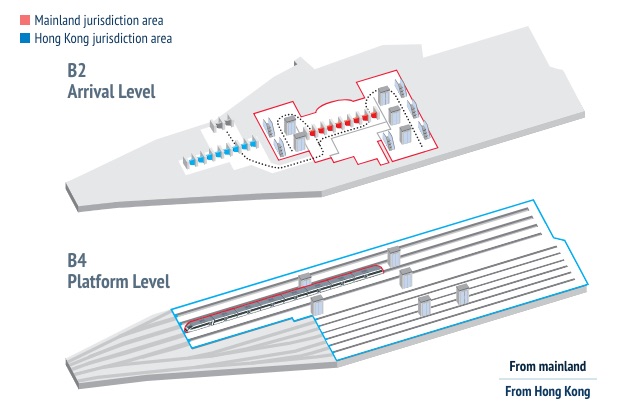 Mainland jurisdiction area
Hong Kong jurisdiction area
B2
Arrival Level
B4
Platform Level
From mainland
From Hong Kong